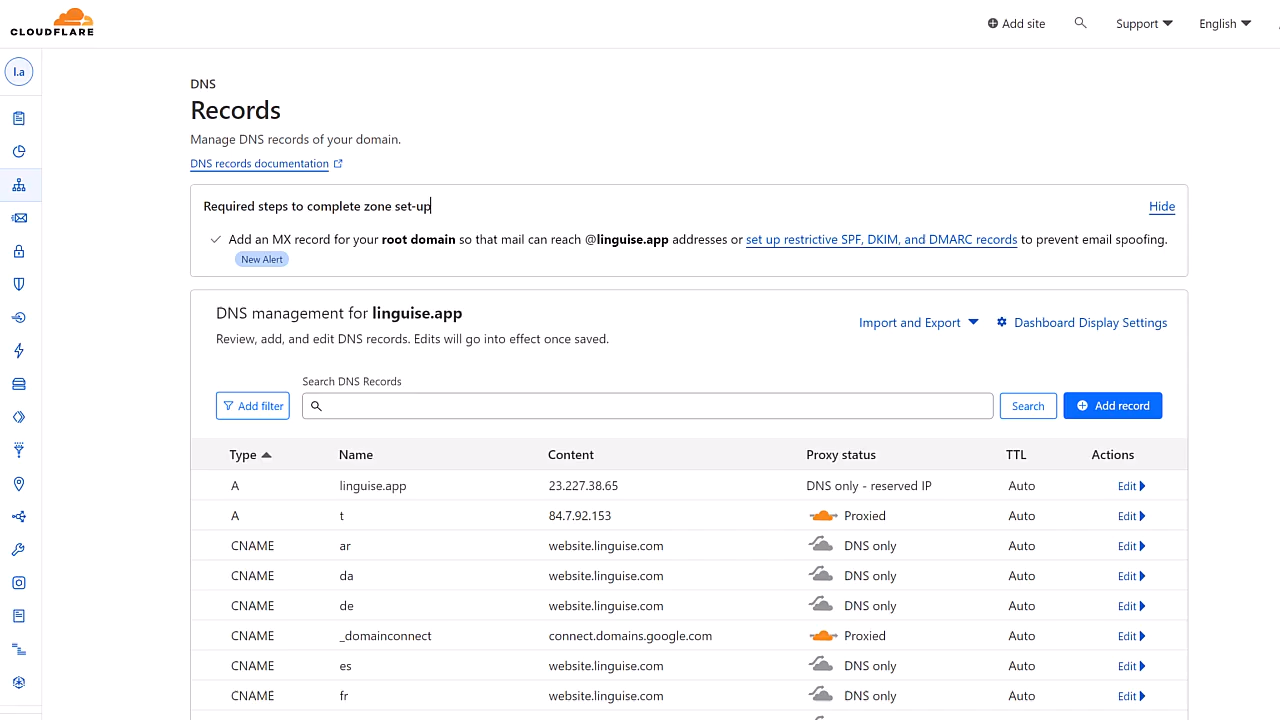 CLOUDFLARE
Add site
Support
English
l.a
DNS
Records
Manage DNS records of your domain.
DNS records documentation
Required steps to complete zone set-up
Hide
Add an MX record for your root domain so that mail can reach @linguise.app addresses or set up restrictive SPF, DKIM, and DMARC records to prevent email spoofing.
New Alert
DNS management for linguise.app
Import and Export
Dashboard Display Settings
Review, add, and edit DNS records. Edits will go into effect once saved.
Search DNS Records
Add filter
Search
Add record
Type Name Content Proxy status TTL Actions
A linguise.app 23.227.38.65 DNS only - reserved IP Auto Edit
A t 84.7.92.153 Proxied Auto Edit
CNAME ar website.linguise.com DNS only Auto Edit
CNAME da website.linguise.com DNS only Auto Edit
CNAME de website.linguise.com DNS only Auto Edit
CNAME _domainconnect connect.domains.google.com Proxied Auto Edit
CNAME es website.linguise.com DNS only Auto Edit
CNAME fr website.linguise.com DNS only Auto Edit